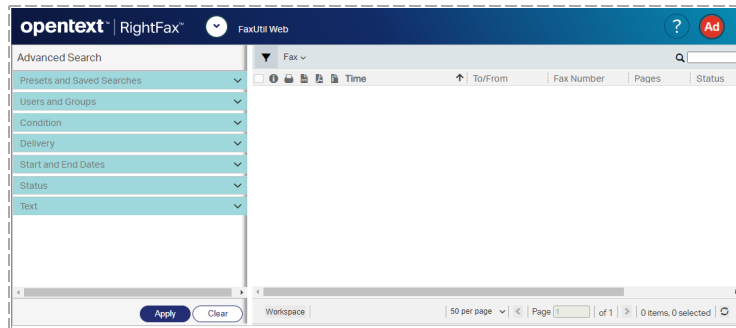 opentext™ | RightFax™ FaxUtil Web ? Ad
Advanced Search
Fax
Presets and Saved Searches
Time To/From Fax Number Pages Status
Users and Groups
Condition
Delivery
Start and End Dates
Status
Text
Apply Clear
Workspace 50 per page Page 1 of 1 0 items, 0 selected